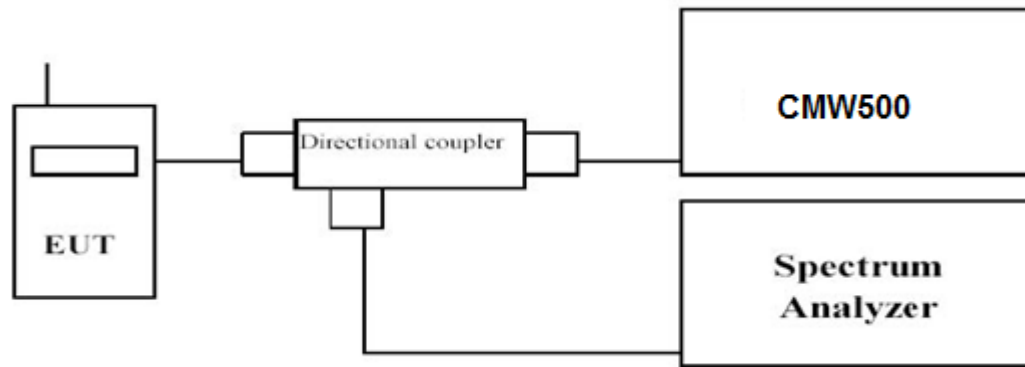 EUT
Directional coupler
CMW500
Spectrum
Analyzer